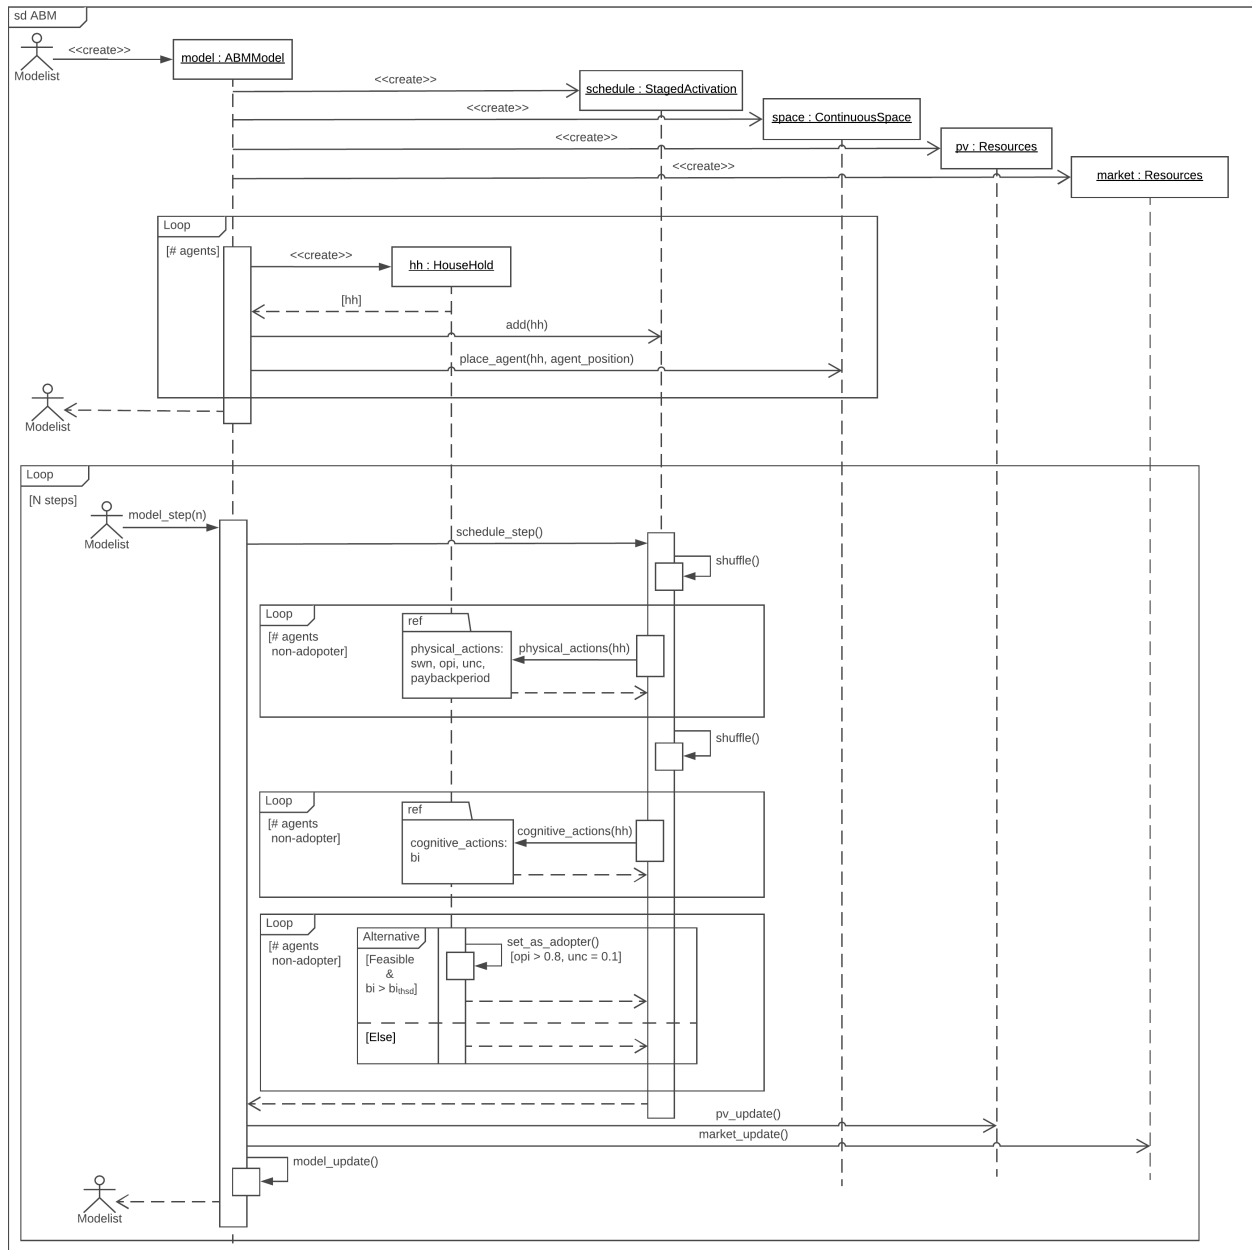 sd ABM
<<create>>
Modelist
model : ABMModel
<<create>>
schedule : StagedActivation
<<create>>
space : ContinuousSpace
<<create>>
pv : Resources
<<create>>
market : Resources
Loop
[# agents]
<<create>>
hh : HouseHold
[hh]
add(hh)
place_agent(hh, agent_position)
Modelist
Loop
[N steps]
model_step(n)
Modelist
schedule_step()
shuffle()
Loop
[# agents
non-adopoter]
ref
physical_actions:
swn, opi, unc,
paybackperiod
physical_actions(hh)
shuffle()
Loop
[# agents
non-adopter]
ref
cognitive_actions:
bi
cognitive_actions(hh)
Loop
[# agents
non-adopter]
Alternative
[Feasible
&
bi > bithsd]
set_as_adopter()
[opi > 0.8, unc = 0.1]
[Else]
pv_update()
market_update()
model_update()
Modelist